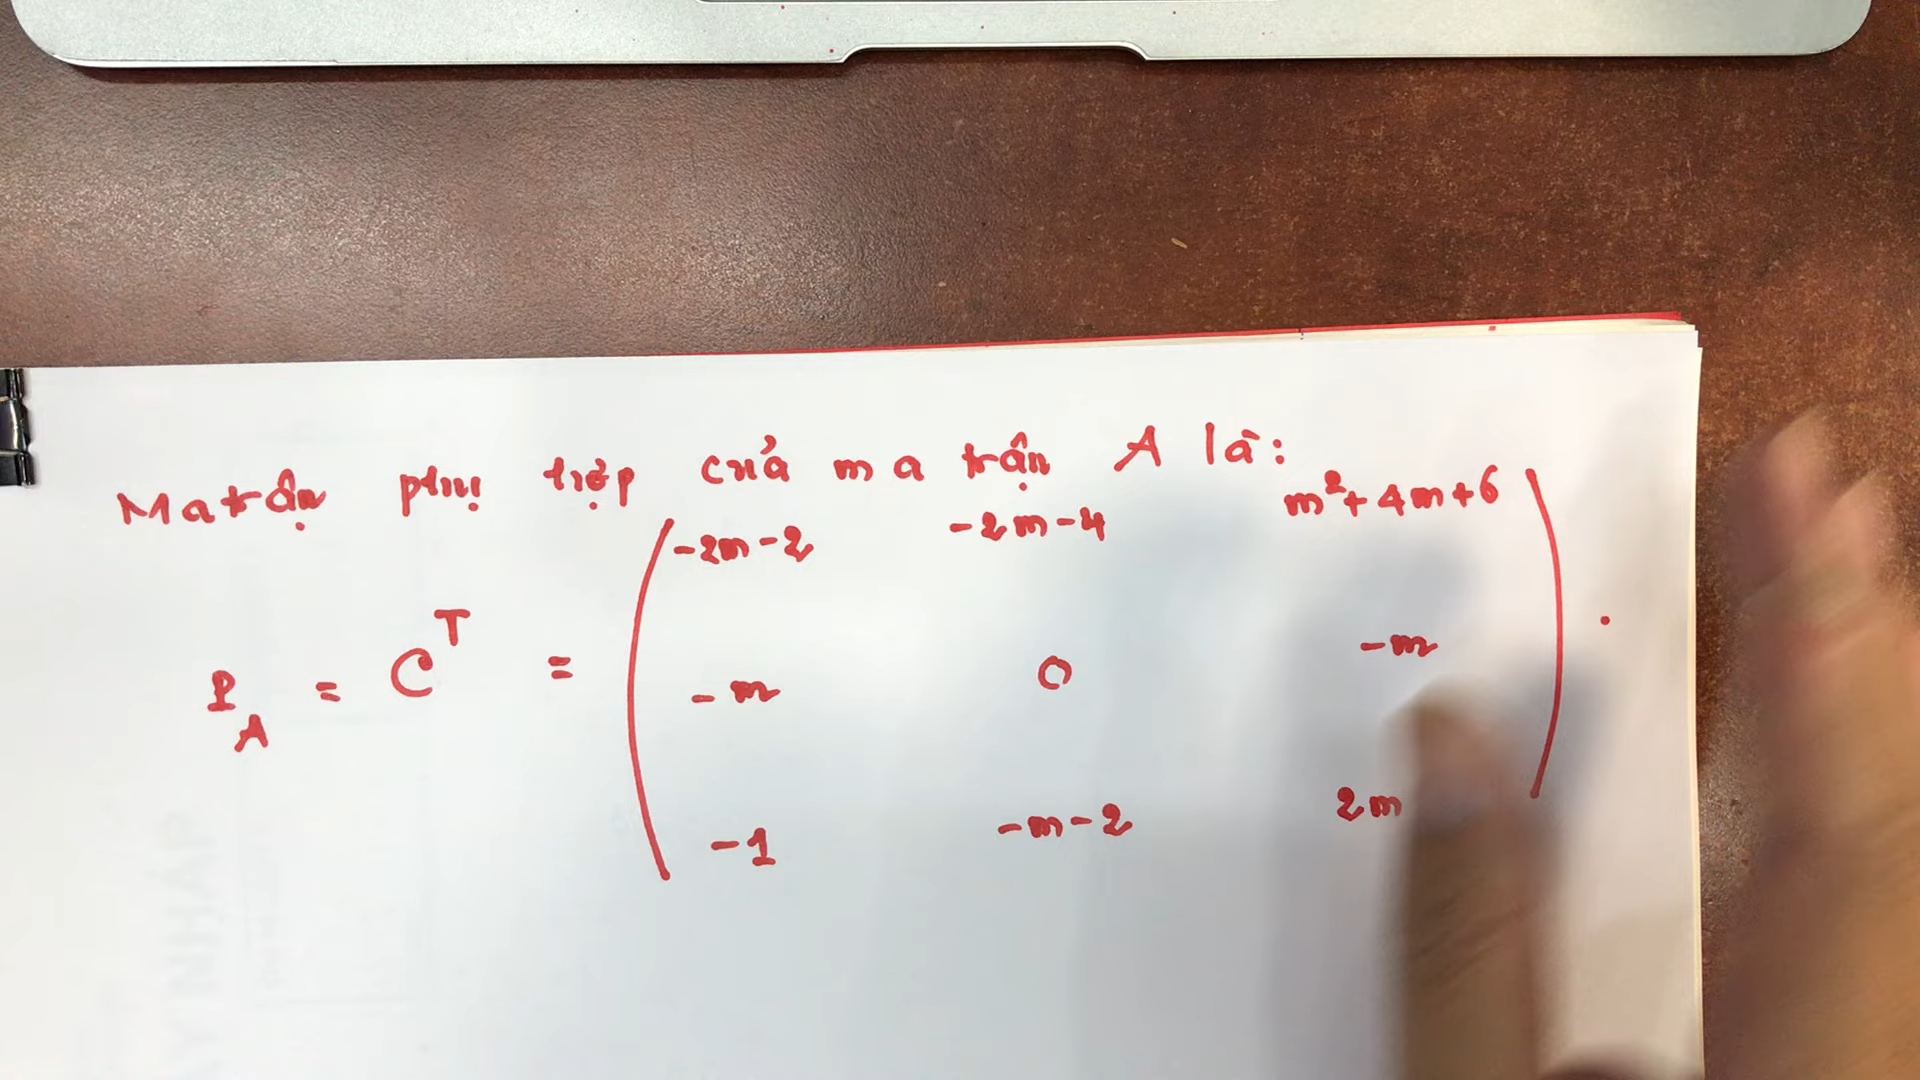 Ma trận phụ hợp của ma trận A là:
-2m-2 -2m-4 m²+4m+6
P_A = C^T = -m 0 -m .
-1 -m-2 2m